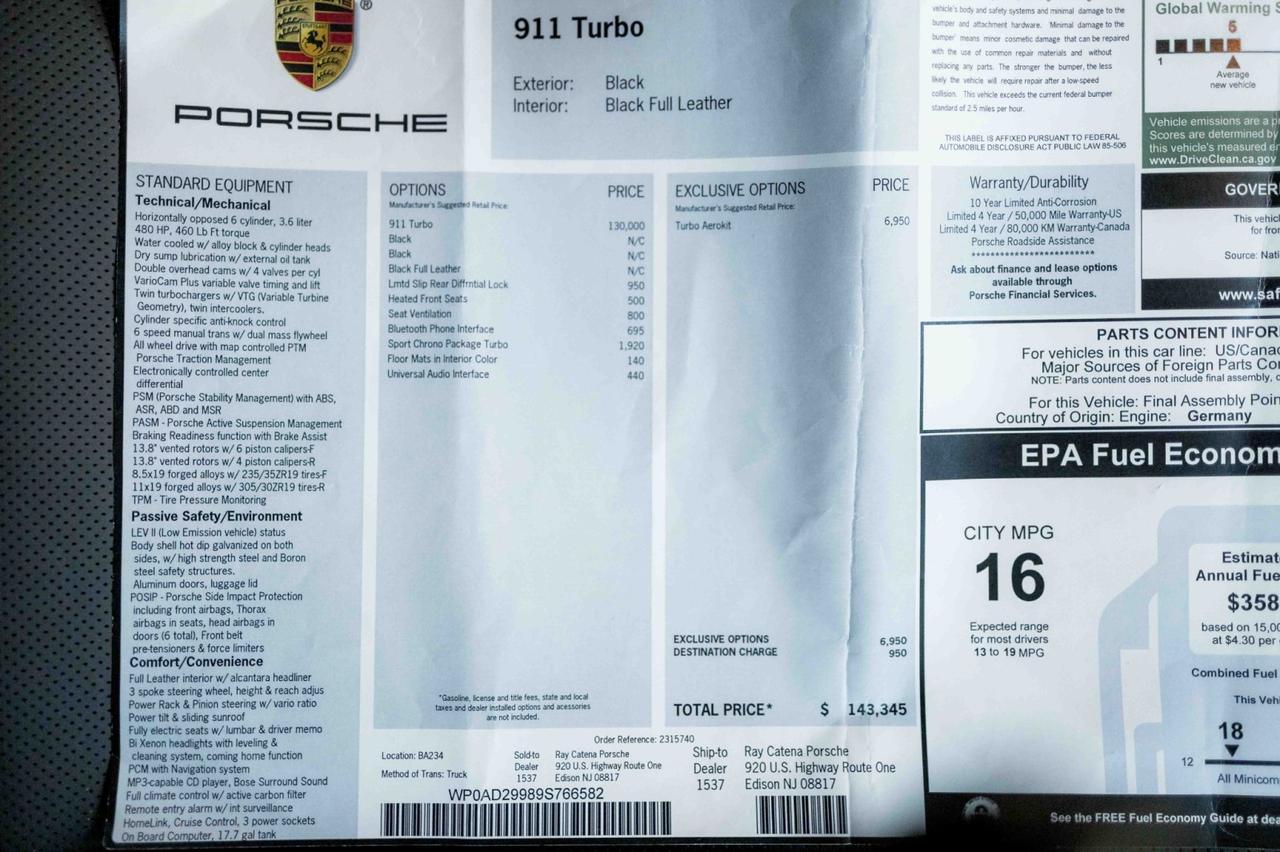 PORSCHE
®
911 Turbo
Exterior: Black
Interior: Black Full Leather
STANDARD EQUIPMENT
Technical/Mechanical
Horizontally opposed 6 cylinder, 3.6 liter
480 HP, 460 Lb Ft torque
Water cooled w/ alloy block & cylinder heads
Dry sump lubrication w/ external oil tank
Double overhead cams w/ 4 valves per cyl
VarioCam Plus variable valve timing and lift
Twin turbochargers w/ VTG (Variable Turbine
Geometry), twin intercoolers.
Cylinder specific anti-knock control
6 speed manual trans w/ dual mass flywheel
All wheel drive with map controlled PTM
Porsche Traction Management
Electronically controlled center
differential
PSM (Porsche Stability Management) with ABS,
ASR, ABD and MSR
PASM - Porsche Active Suspension Management
Braking Readiness function with Brake Assist
13.8" vented rotors w/ 6 piston calipers-F
13.8" vented rotors w/ 4 piston calipers-R
8.5x19 forged alloys w/ 235/35ZR19 tires-F
11x19 forged alloys w/ 305/30ZR19 tires-R
TPM - Tire Pressure Monitoring
Passive Safety/Environment
LEV II (Low Emission vehicle) status
Body shell hot dip galvanized on both
sides, w/ high strength steel and Boron
steel safety structures.
Aluminum doors, luggage lid
POSIP - Porsche Side Impact Protection
including front airbags, Thorax
airbags in seats, head airbags in
doors (6 total), Front belt
pre-tensioners & force limiters
Comfort/Convenience
Full Leather interior w/ alcantara headliner
3 spoke steering wheel, height & reach adjus
Power Rack & Pinion steering w/ vario ratio
Power tilt & sliding sunroof
Fully electric seats w/ lumbar & driver memo
Bi Xenon headlights with leveling &
cleaning system, coming home function
PCM with Navigation system
MP3-capable CD player, Bose Surround Sound
Full climate control w/ active carbon filter
Remote entry alarm w/ int surveillance
HomeLink, Cruise Control, 3 power sockets
On Board Computer, 17.7 gal tank
OPTIONS PRICE
Manufacturer's Suggested Retail Price:
911 Turbo 130,000
Black N/C
Black N/C
Black Full Leather N/C
Lmtd Slip Rear Diffrntial Lock 950
Heated Front Seats 500
Seat Ventilation 800
Bluetooth Phone Interface 695
Sport Chrono Package Turbo 1,920
Floor Mats in Interior Color 140
Universal Audio Interface 440
*Gasoline, license and title fees, state and local
taxes and dealer installed options and acessories
are not included.
EXCLUSIVE OPTIONS PRICE
Manufacturer's Suggested Retail Price:
Turbo Aerokit 6,950
EXCLUSIVE OPTIONS 6,950
DESTINATION CHARGE 950
TOTAL PRICE* $ 143,345
Order Reference: 2315740
Location: BA234
Method of Trans: Truck
Sold-to Ray Catena Porsche
Dealer 920 U.S. Highway Route One
1537 Edison NJ 08817
Ship-to Ray Catena Porsche
Dealer 920 U.S. Highway Route One
1537 Edison NJ 08817
WP0AD29989S766582
vehicle's body and safety systems and minimal damage to the
bumper and attachment hardware. 'Minimal damage to the
bumper' means minor cosmetic damage that can be repaired
with the use of common repair materials and without
replacing any parts. The stronger the bumper, the less
likely the vehicle will require repair after a low-speed
collision. This vehicle exceeds the current federal bumper
standard of 2.5 miles per hour.
THIS LABEL IS AFFIXED PURSUANT TO FEDERAL
AUTOMOBILE DISCLOSURE ACT PUBLIC LAW 85-506
Warranty/Durability
10 Year Limited Anti-Corrosion
Limited 4 Year / 50,000 Mile Warranty-US
Limited 4 Year / 80,000 KM Warranty-Canada
Porsche Roadside Assistance
************************
Ask about finance and lease options
available through
Porsche Financial Services.
Global Warming S
6
1
Average
new vehicle
Vehicle emissions are a p
Scores are determined by
this vehicle's measured e
www.DriveClean.ca.gov
GOVER
This vehicl
for fron
Source: Nati
www.saf
PARTS CONTENT INFOR
For vehicles in this car line: US/Canad
Major Sources of Foreign Parts Con
NOTE: Parts content does not include final assembly, d
For this Vehicle: Final Assembly Poin
Country of Origin: Engine: Germany
EPA Fuel Econom
CITY MPG
16
Expected range
for most drivers
13 to 19 MPG
Estimat
Annual Fue
$358
based on 15,00
at $4.30 per
Combined Fuel
This Vehi
18
12
All Minicom
See the FREE Fuel Economy Guide at dea